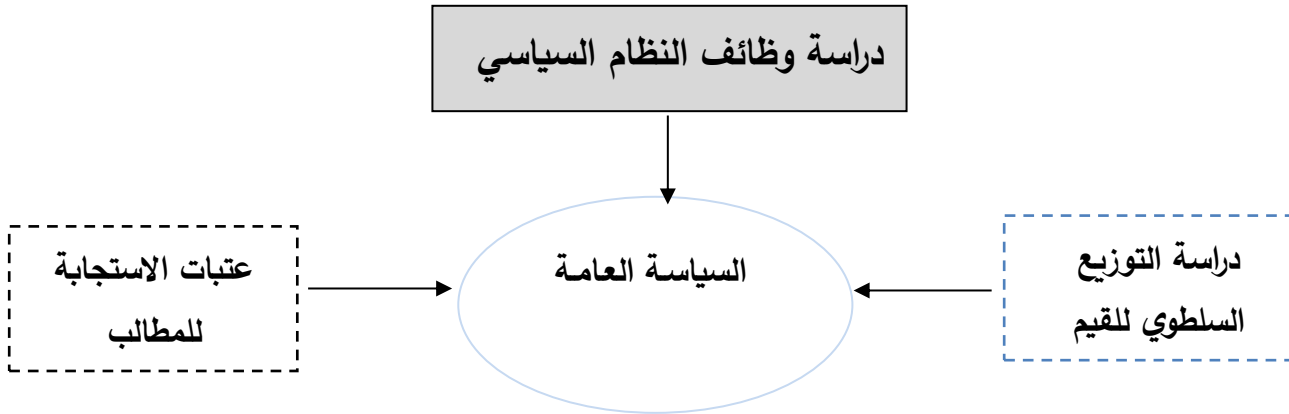 دراسة وظائف النظام السياسي
دراسة التوزيع
السلطوي للقيم
السياسة العامة
عتبات الاستجابة
للمطالب